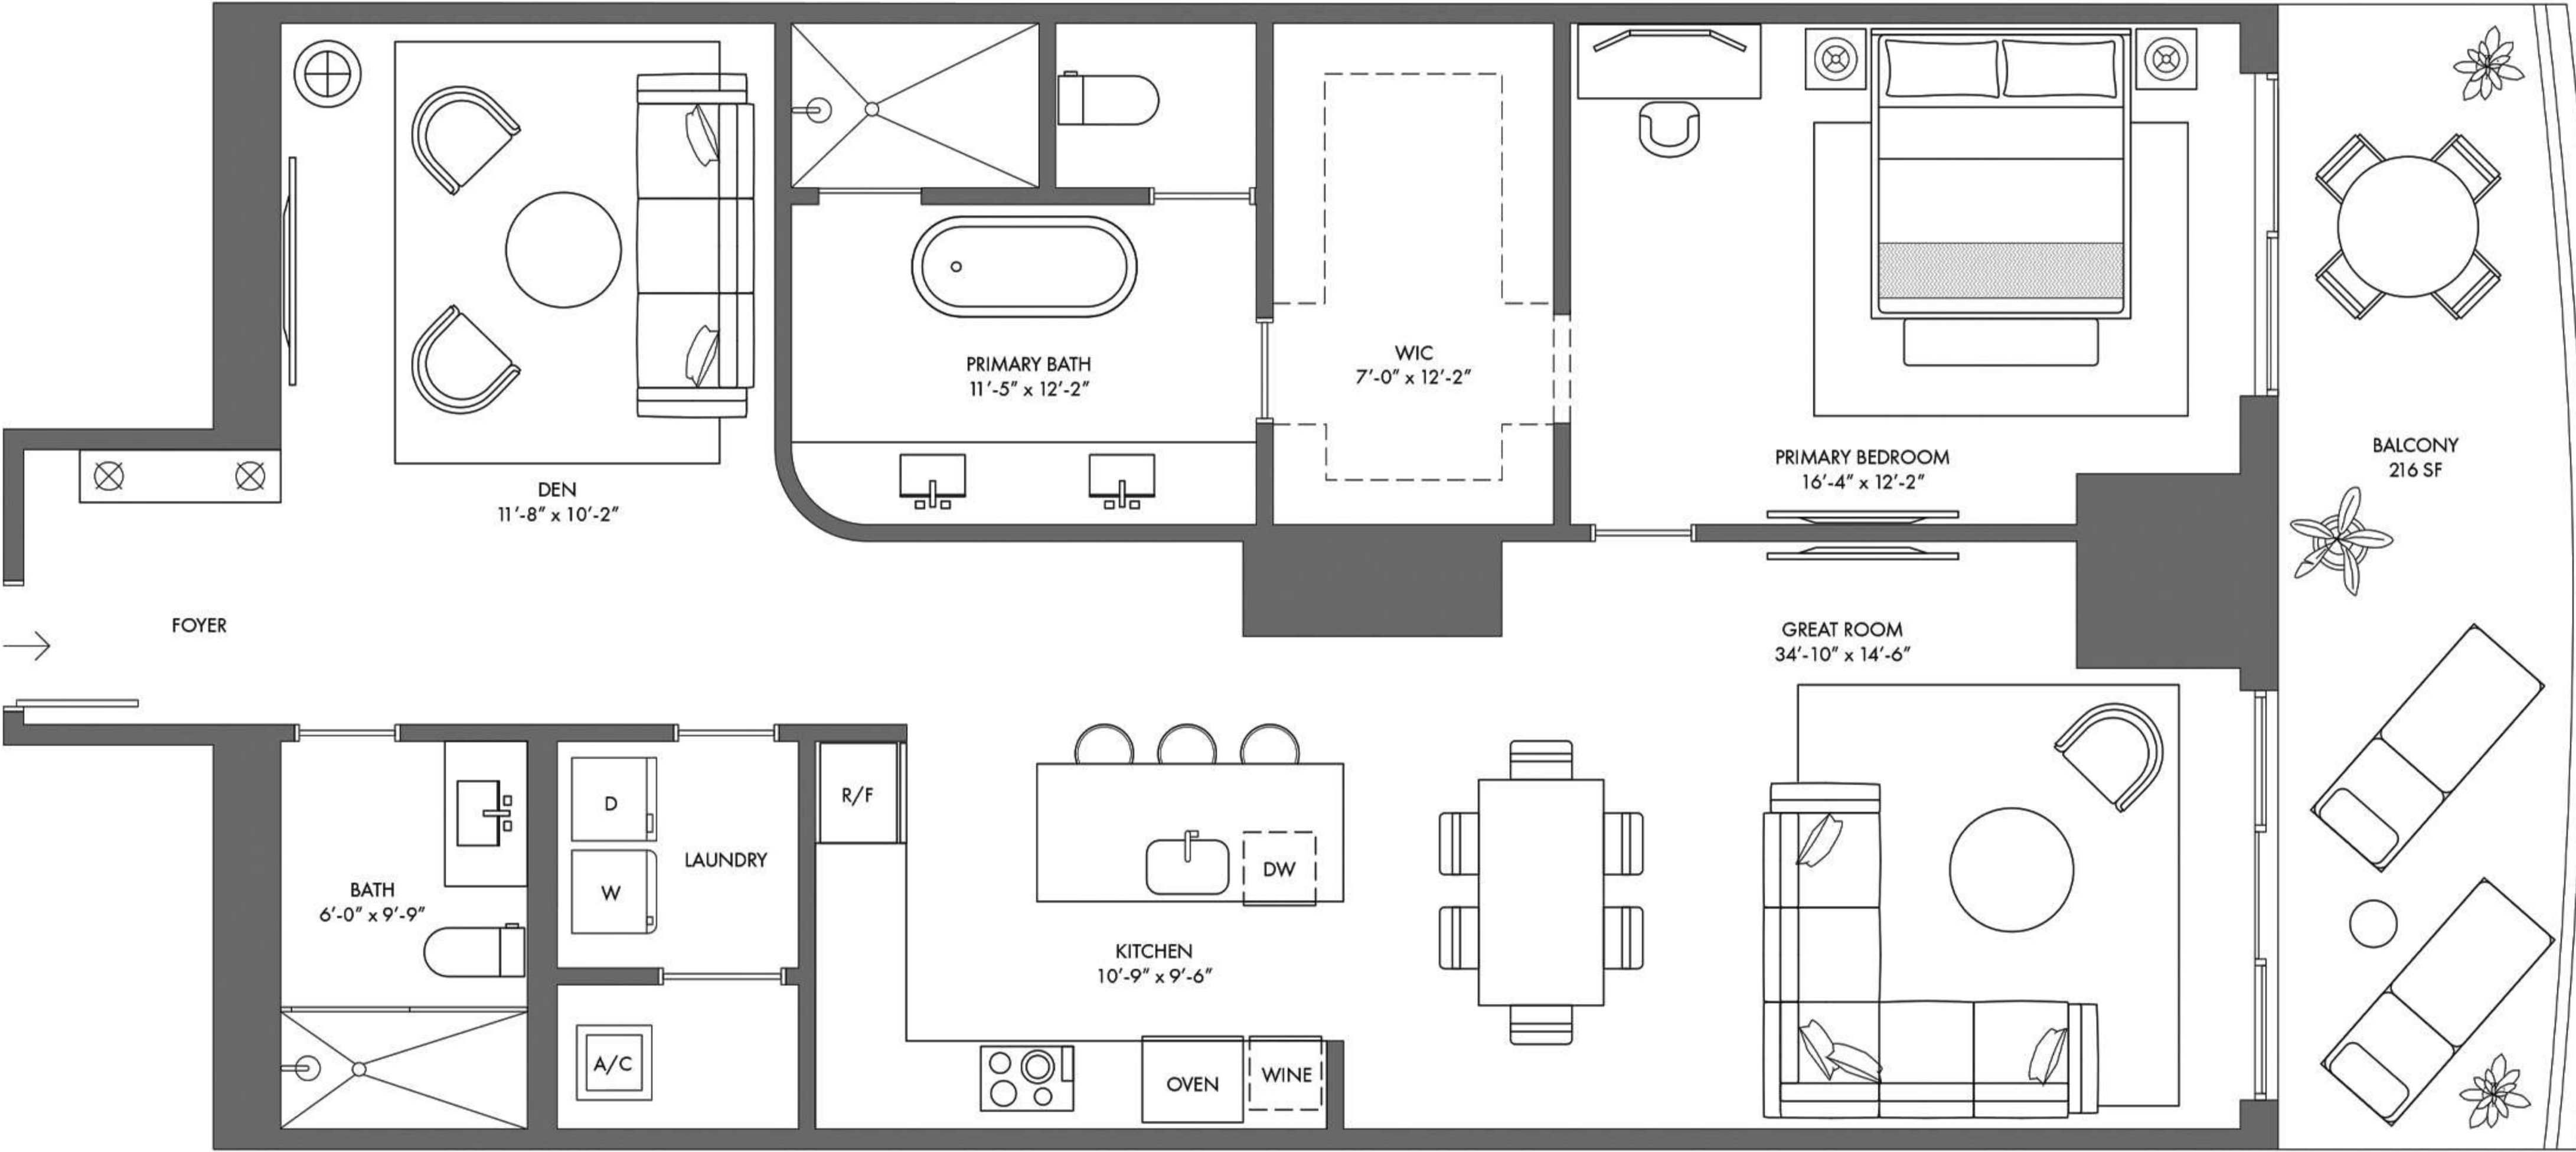 PRIMARY BATH
11'-5" x 12'-2"
WIC
7'-0" x 12'-2"
PRIMARY BEDROOM
16'-4" x 12'-2"
BALCONY
216 SF
DEN
11'-8" x 10'-2"
FOYER
GREAT ROOM
34'-10" x 14'-6"
R/F
D
W
LAUNDRY
DW
BATH
6'-0" x 9'-9"
KITCHEN
10'-9" x 9'-6"
A/C
OVEN
WINE